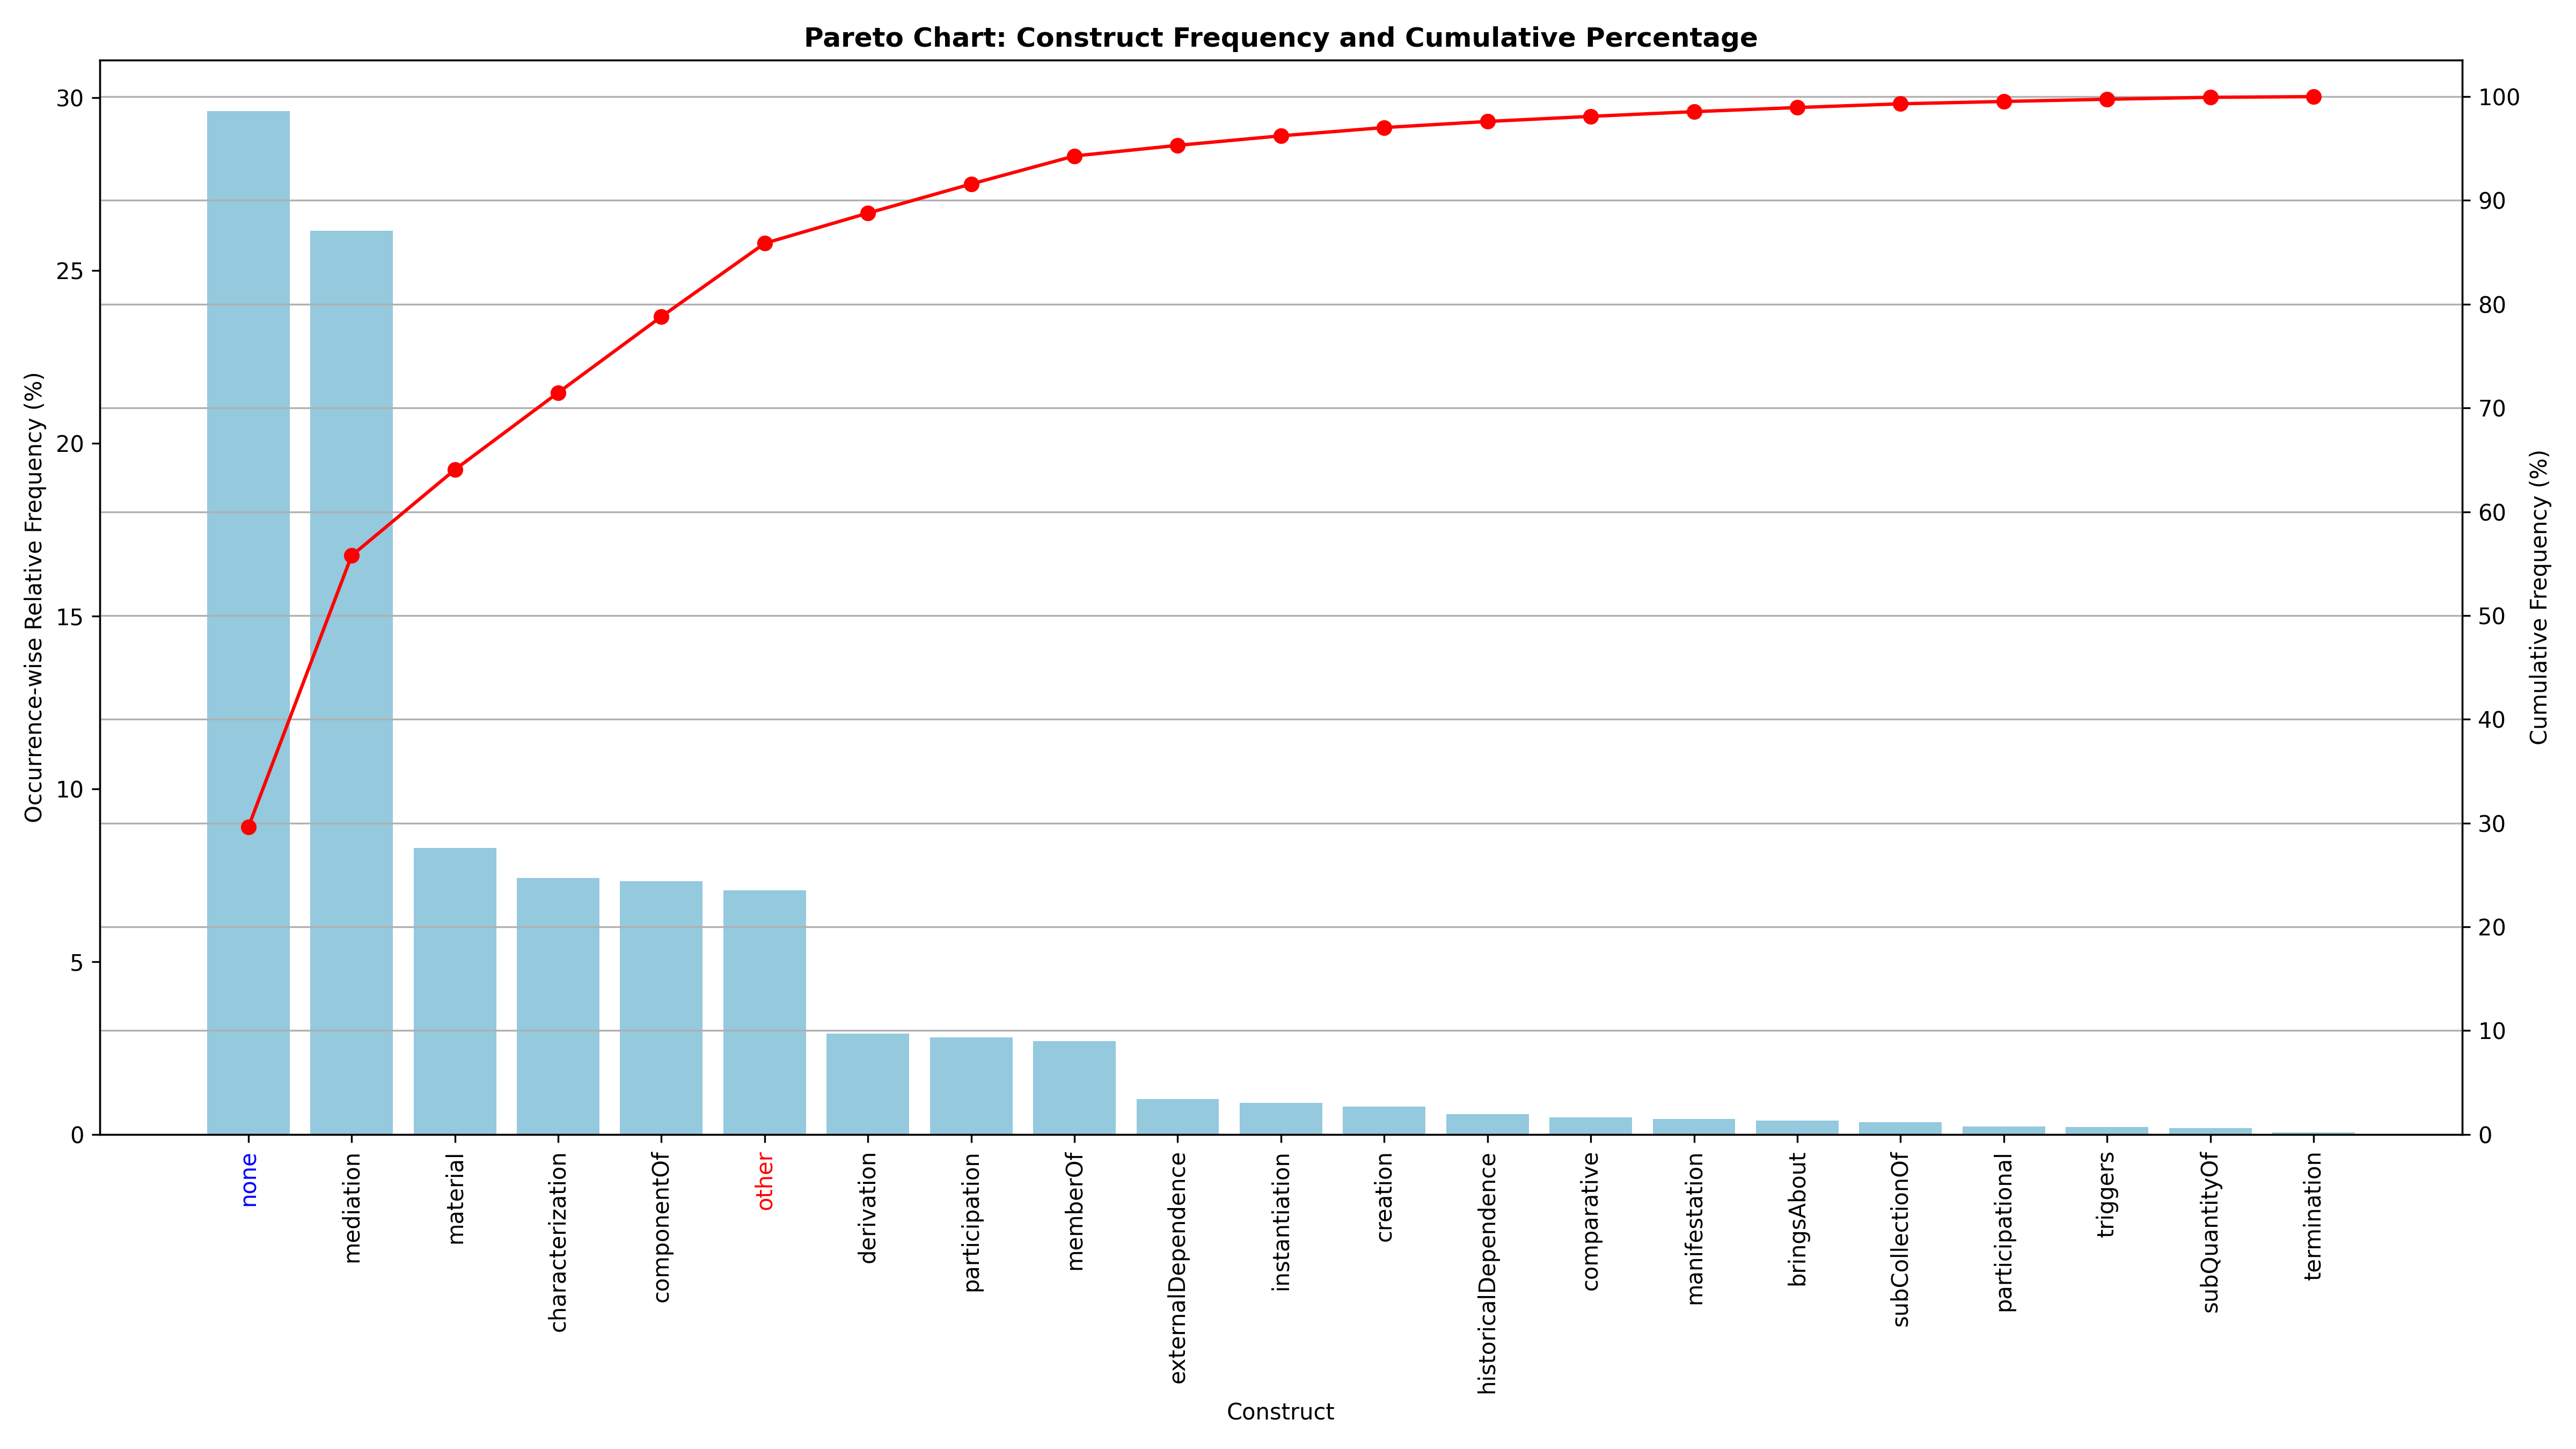 Pareto Chart: Construct Frequency and Cumulative Percentage
Occurrence-wise Relative Frequency (%)
30
25
20
15
10
5
0
100
90
80
70
60
50
40
30
20
10
0
Cumulative Frequency (%)
none
mediation
material
characterization
componentOf
other
derivation
participation
memberOf
externalDependence
instantiation
creation
historicalDependence
comparative
manifestation
bringsAbout
subCollectionOf
participational
triggers
subQuantityOf
termination
Construct